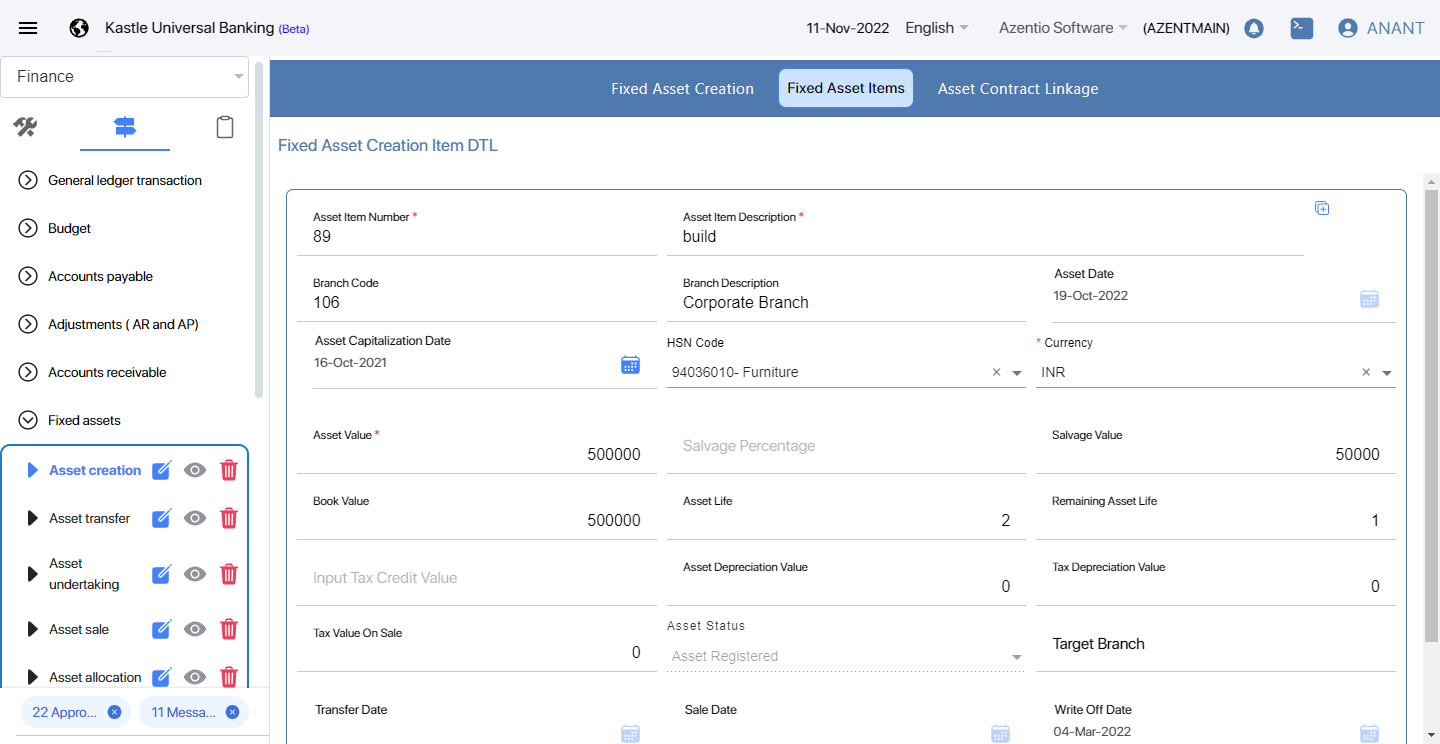 Kastle Universal Banking (Beta)
11-Nov-2022
English
Azentio Software
(AZENTMAIN)
ANANT
Finance
General ledger transaction
Budget
Accounts payable
Adjustments ( AR and AP)
Accounts receivable
Fixed assets
Asset creation
Asset transfer
Asset
undertaking
Asset sale
Asset allocation
22 Appro...
11 Messa...
Fixed Asset Creation
Fixed Asset Items
Asset Contract Linkage
Fixed Asset Creation Item DTL
Asset Item Number *
89
Asset Item Description *
build
Branch Code
106
Branch Description
Corporate Branch
Asset Date
19-Oct-2022
Asset Capitalization Date
16-Oct-2021
HSN Code
94036010- Furniture
* Currency
INR
Asset Value *
500000
Salvage Percentage
Salvage Value
50000
Book Value
500000
Asset Life
2
Remaining Asset Life
1
Input Tax Credit Value
Asset Depreciation Value
0
Tax Depreciation Value
0
Tax Value On Sale
0
Asset Status
Asset Registered
Target Branch
Transfer Date
Sale Date
Write Off Date
04-Mar-2022